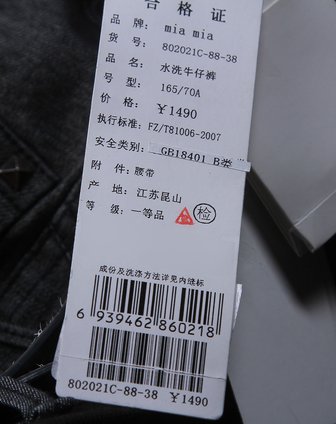 合格证
品 牌: mia mia
货 号: 802021C-88-38
品 名: 水洗牛仔裤
号 型: 165/70A
价 格: ¥1490
执行标准: FZ/T81006-2007
安全类别: GB18401 B类
附 件: 腰带
产 地: 江苏昆山
等 级: 一等品 检
成份及洗涤方法详见内缝标
6 939462 860218
802021C-88-38 ¥1490